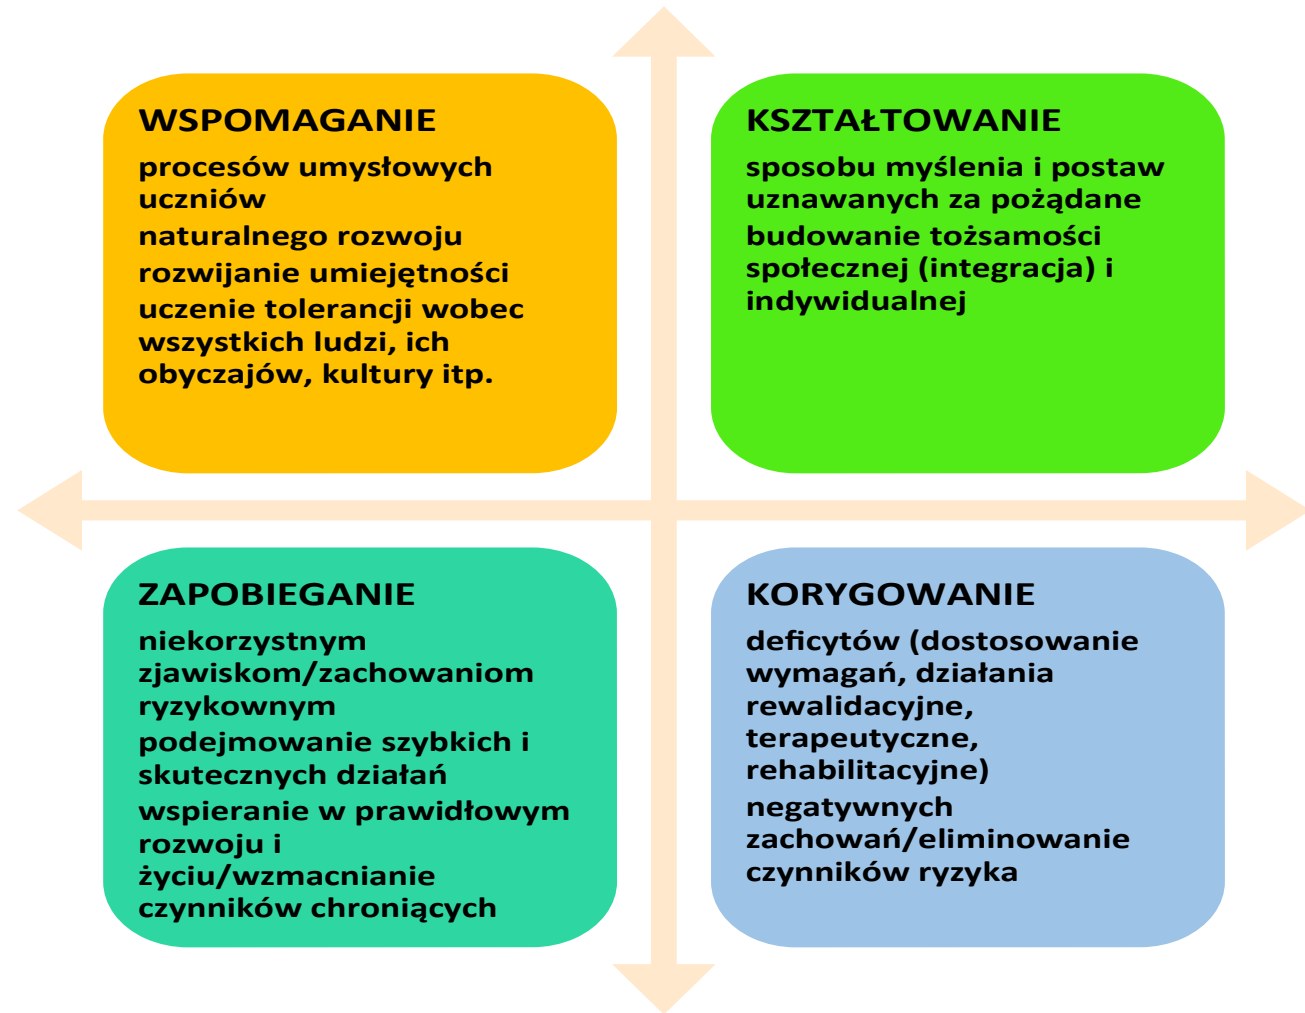 WSPOMAGANIE
procesów umysłowych
uczniów
naturalnego rozwoju
rozwijanie umiejętności
uczenie tolerancji wobec
wszystkich ludzi, ich
obyczajów, kultury itp.
KSZTAŁTOWANIE
sposobu myślenia i postaw
uznawanych za pożądane
budowanie tożsamości
społecznej (integracja) i
indywidualnej
ZAPOBIEGANIE
niekorzystnym
zjawiskom/zachowaniom
ryzykownym
podejmowanie szybkich i
skutecznych działań
wspieranie w prawidłowym
rozwoju i
życiu/wzmacnianie
czynników chroniących
KORYGOWANIE
deficytów (dostosowanie
wymagań, działania
rewalidacyjne,
terapeutyczne,
rehabilitacyjne)
negatywnych
zachowań/eliminowanie
czynników ryzyka